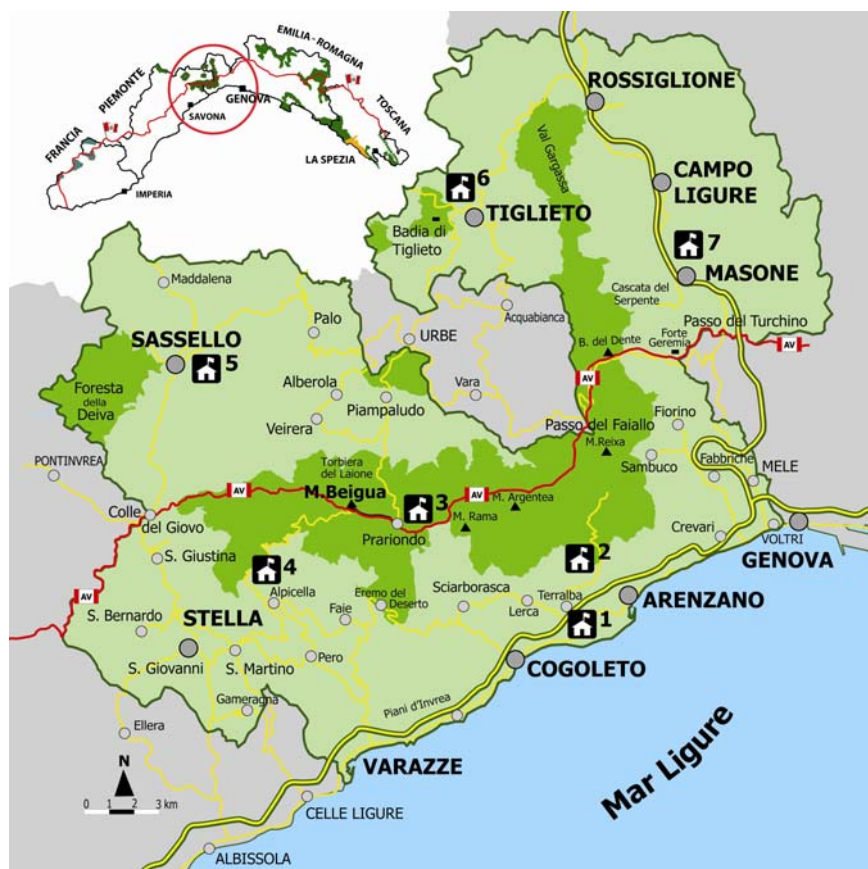 EMILIA - ROMAGNA
PIEMONTE
GENOVA
SAVONA
TOSCANA
FRANCIA
LA SPEZIA
IMPERIA
ROSSIGLIONE
Val Gargassa
CAMPO
LIGURE
6
TIGLIETO
Badia di
Tiglieto
7
MASONE
Maddalena
Cascata del
Serpente
Palo
Acquabianca
Passo del Turchino
URBE
Forte
Geremia
B. del Dente
AV
SASSELLO
5
Alberola
Vara
AV
Foresta
della
Deiva
Piampaludo
Fiorino
Veirera
Passo del Faiallo
M.Reixa
PONTINVREA
Torbiera
del Laione
Sambuco
Fabbriche
MELE
AV
M.Beigua
AV
M. Argentea
3
Colle
del Giovo
M. Rama
Prariondo
Crevari
VOLTRI
GENOVA
S. Giustina
4
2
Eremo del
Deserto
Sciarborasca
AV
Alpicella
Terralba
ARENZANO
S. Bernardo
Faie
Lerca
1
STELLA
S. Giovanni
S. Martino
Pero
COGOLETO
Gameragna
Piani d'Invrea
Ellera
Mar Ligure
N
VARAZZE
0 1 2 3 km
CELLE LIGURE
ALBISSOLA